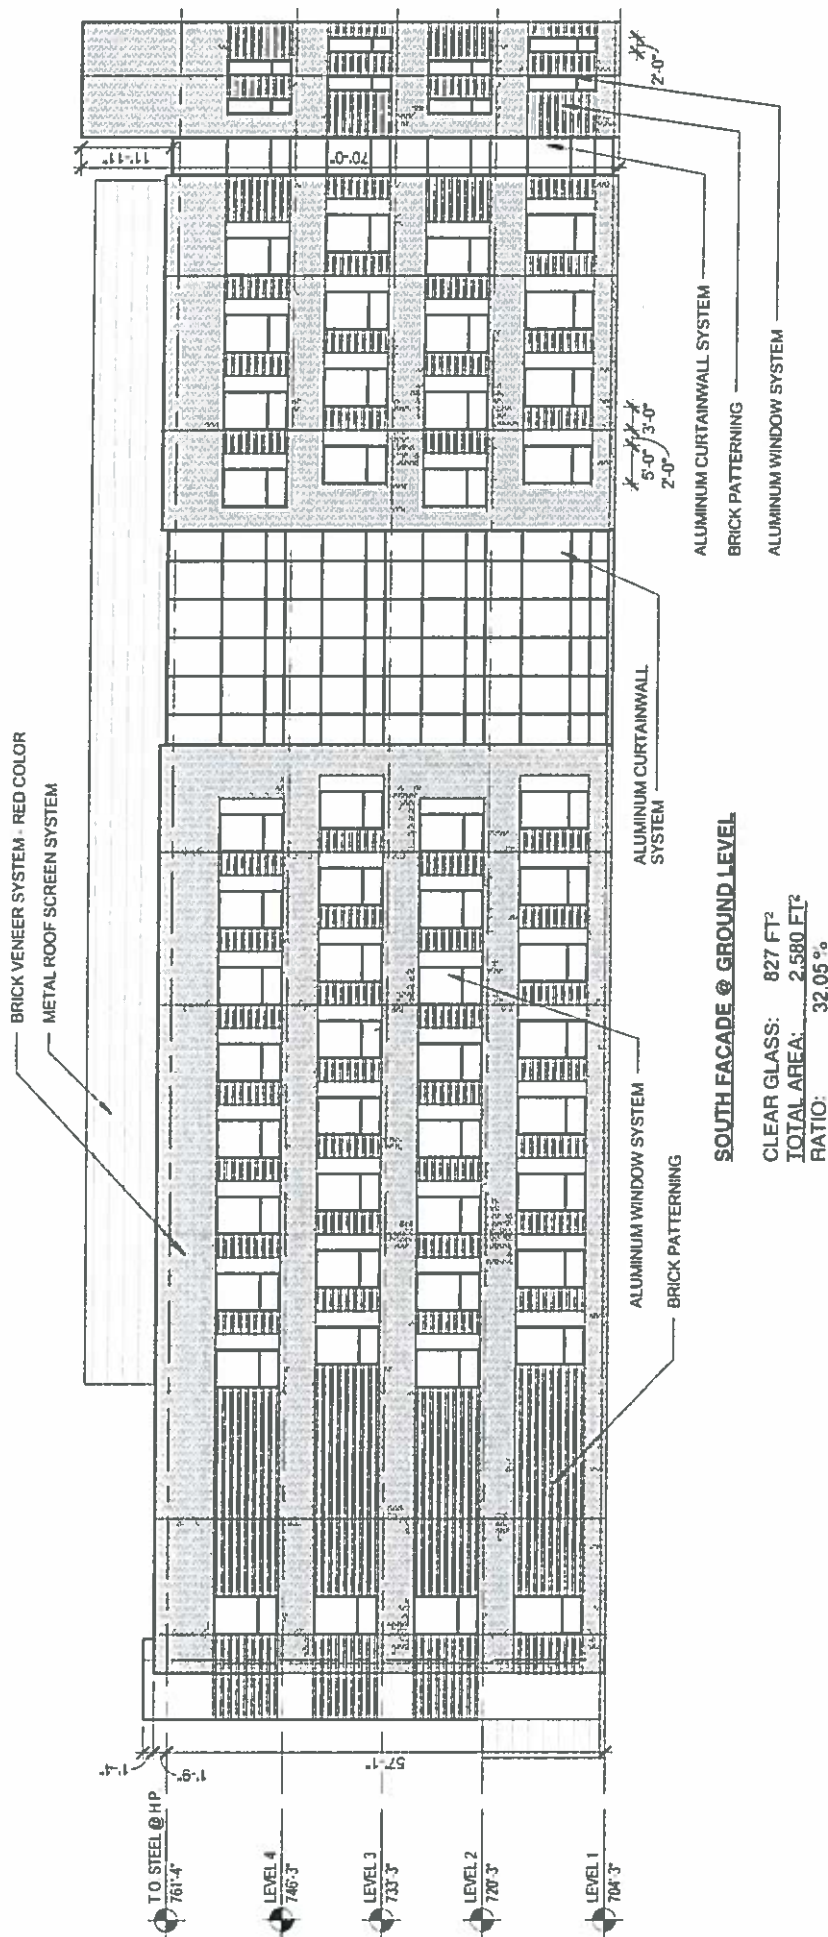 BRICK VENEER SYSTEM - RED COLOR
METAL ROOF SCREEN SYSTEM
T O STEEL @ HP
761'-4"
LEVEL 4
746'-3"
LEVEL 3
733'-3"
LEVEL 2
720'-3"
LEVEL 1
704'-3"
1'-4"
1'-9"
57'-1"
11'-11"
70'-0"
5'-0"
2'-0"
3'-0"
2'-0"
ALUMINUM WINDOW SYSTEM
BRICK PATTERNING
ALUMINUM CURTAINWALL
SYSTEM
ALUMINUM CURTAINWALL SYSTEM
BRICK PATTERNING
ALUMINUM WINDOW SYSTEM
SOUTH FACADE @ GROUND LEVEL
CLEAR GLASS: 827 FT²
TOTAL AREA: 2,580 FT²
RATIO: 32.05 %